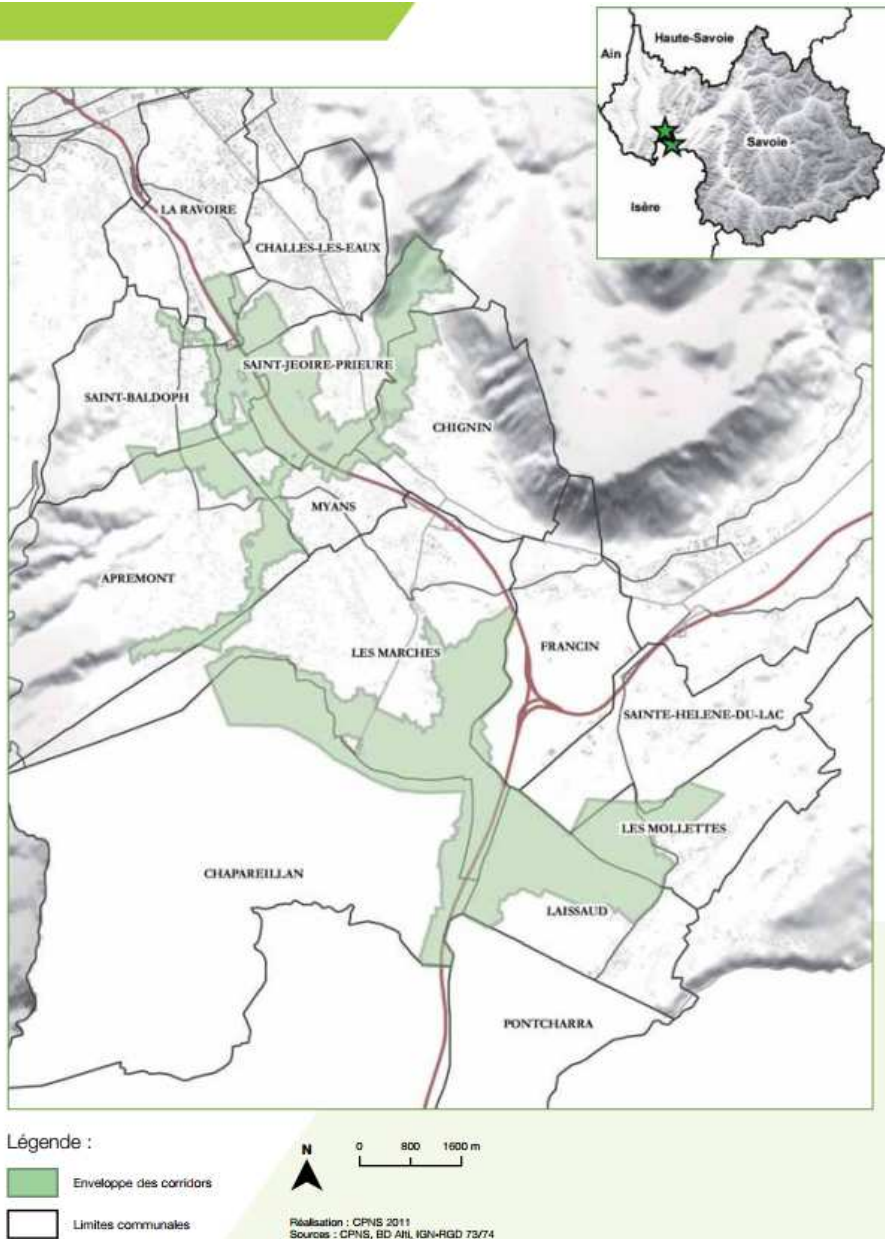 Haute-Savoie
Ain
Savoie
Isère
LA RAVOIRE
CHALLES-LES-EAUX
SAINT-JEOIRE-PRIEURE
SAINT-BALDOPH
CHIGNIN
MYANS
APREMONT
LES MARCHES
FRANCIN
SAINTE-HELENE-DU-LAC
LES MOLLETTES
CHAPAREILLAN
LAISSAUD
PONTCHARRA
Légende :
Enveloppe des corridors
Limites communales
N
0 800 1600 m
Réalisation : CPNS 2011
Sources : CPNS, BD Alti, IGN-RGD 73/74